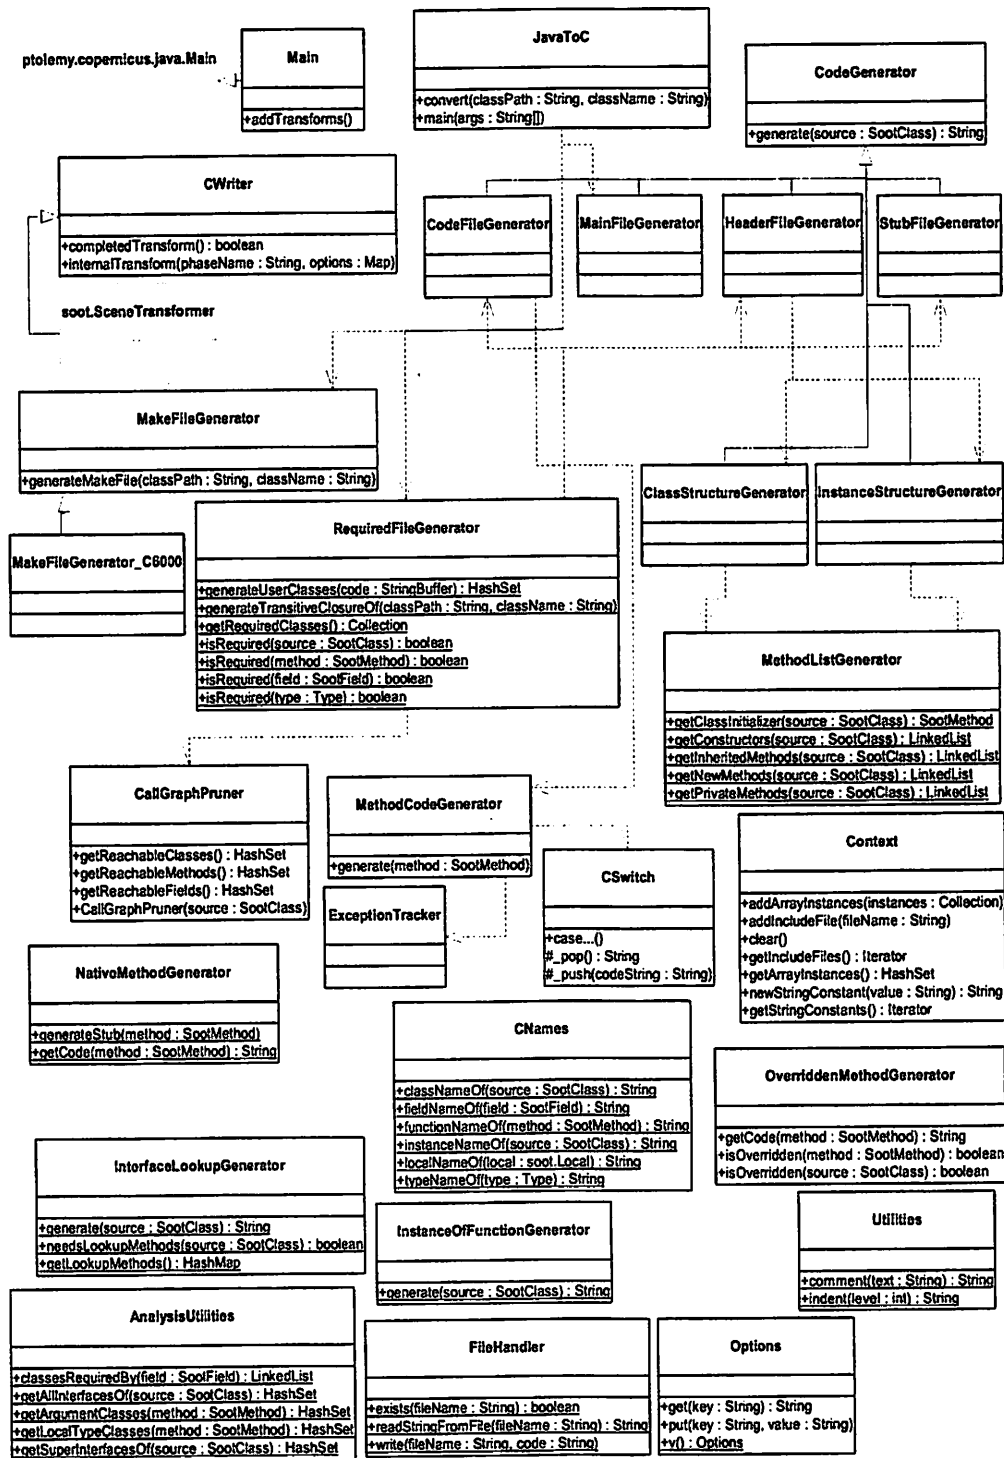 ptolemy.copernicus.java.Main
Main
+addTransforms()
JavaToC
+convert(classPath : String, className : String)
+main(args : String[])
CodeGenerator
+generate(source : SootClass) : String
CWriter
+completedTransform() : boolean
+internalTransform(phaseName : String, options : Map)
soot.SceneTransformer
CodeFileGenerator
MainFileGenerator
HeaderFileGenerator
StubFileGenerator
MakeFileGenerator
+generateMakeFile(classPath : String, className : String)
MakeFileGenerator_C6000
RequiredFileGenerator
+generateUserClasses(code : StringBuffer) : HashSet
+generateTransitiveClosureOf(classPath : String, className : String)
+getRequiredClasses() : Collection
+isRequired(source : SootClass) : boolean
+isRequired(method : SootMethod) : boolean
+isRequired(field : SootField) : boolean
+isRequired(type : Type) : boolean
ClassStructureGenerator
InstanceStructureGenerator
MethodListGenerator
+getClassInitializer(source : SootClass) : SootMethod
+getConstructors(source : SootClass) : LinkedList
+getInheritedMethods(source : SootClass) : LinkedList
+getNewMethods(source : SootClass) : LinkedList
+getPrivateMethods(source : SootClass) : LinkedList
CallGraphPruner
+getReachableClasses() : HashSet
+getReachableMethods() : HashSet
+getReachableFields() : HashSet
+CallGraphPruner(source : SootClass)
MethodCodeGenerator
+generate(method : SootMethod)
ExceptionTracker
CSwitch
+case...()
#_pop() : String
#_push(codeString : String)
Context
+addArrayInstances(instances : Collection)
+addIncludeFile(fileName : String)
+clear()
+getIncludeFiles() : Iterator
+getArrayInstances() : HashSet
+newStringConstant(value : String) : String
+getStringConstants() : Iterator
NativoMethodGenerator
+generateStub(method : SootMethod)
+getCode(method : SootMethod) : String
CNames
+classNameOf(source : SootClass) : String
+fieldNameOf(field : SootField) : String
+functionNameOf(method : SootMethod) : String
+instanceNameOf(source : SootClass) : String
+localNameOf(local : soot.Local) : String
+typeNameOf(type : Type) : String
OverriddenMethodGenerator
+getCode(method : SootMethod) : String
+isOverridden(method : SootMethod) : boolean
+isOverridden(source : SootClass) : boolean
InterfaceLookupGenerator
+generate(source : SootClass) : String
+needsLookupMethods(source : SootClass) : boolean
+getLookupMethods() : HashMap
InstanceOfFunctionGenerator
+generate(source : SootClass) : String
Utilities
+comment(text : String) : String
+indent(level : int) : String
AnalysisUtilities
+classesRequiredBy(field : SootField) : LinkedList
+getAllInterfacesOf(source : SootClass) : HashSet
+getArgumentClasses(method : SootMethod) : HashSet
+getLocalTypeClasses(method : SootMethod) : HashSet
+getSuperInterfacesOf(source : SootClass) : HashSet
FileHandler
+exists(fileName : String) : boolean
+readStringFromFile(fileName : String) : String
+write(fileName : String, code : String)
Options
+get(key : String) : String
+put(key : String, value : String)
+v() : Options